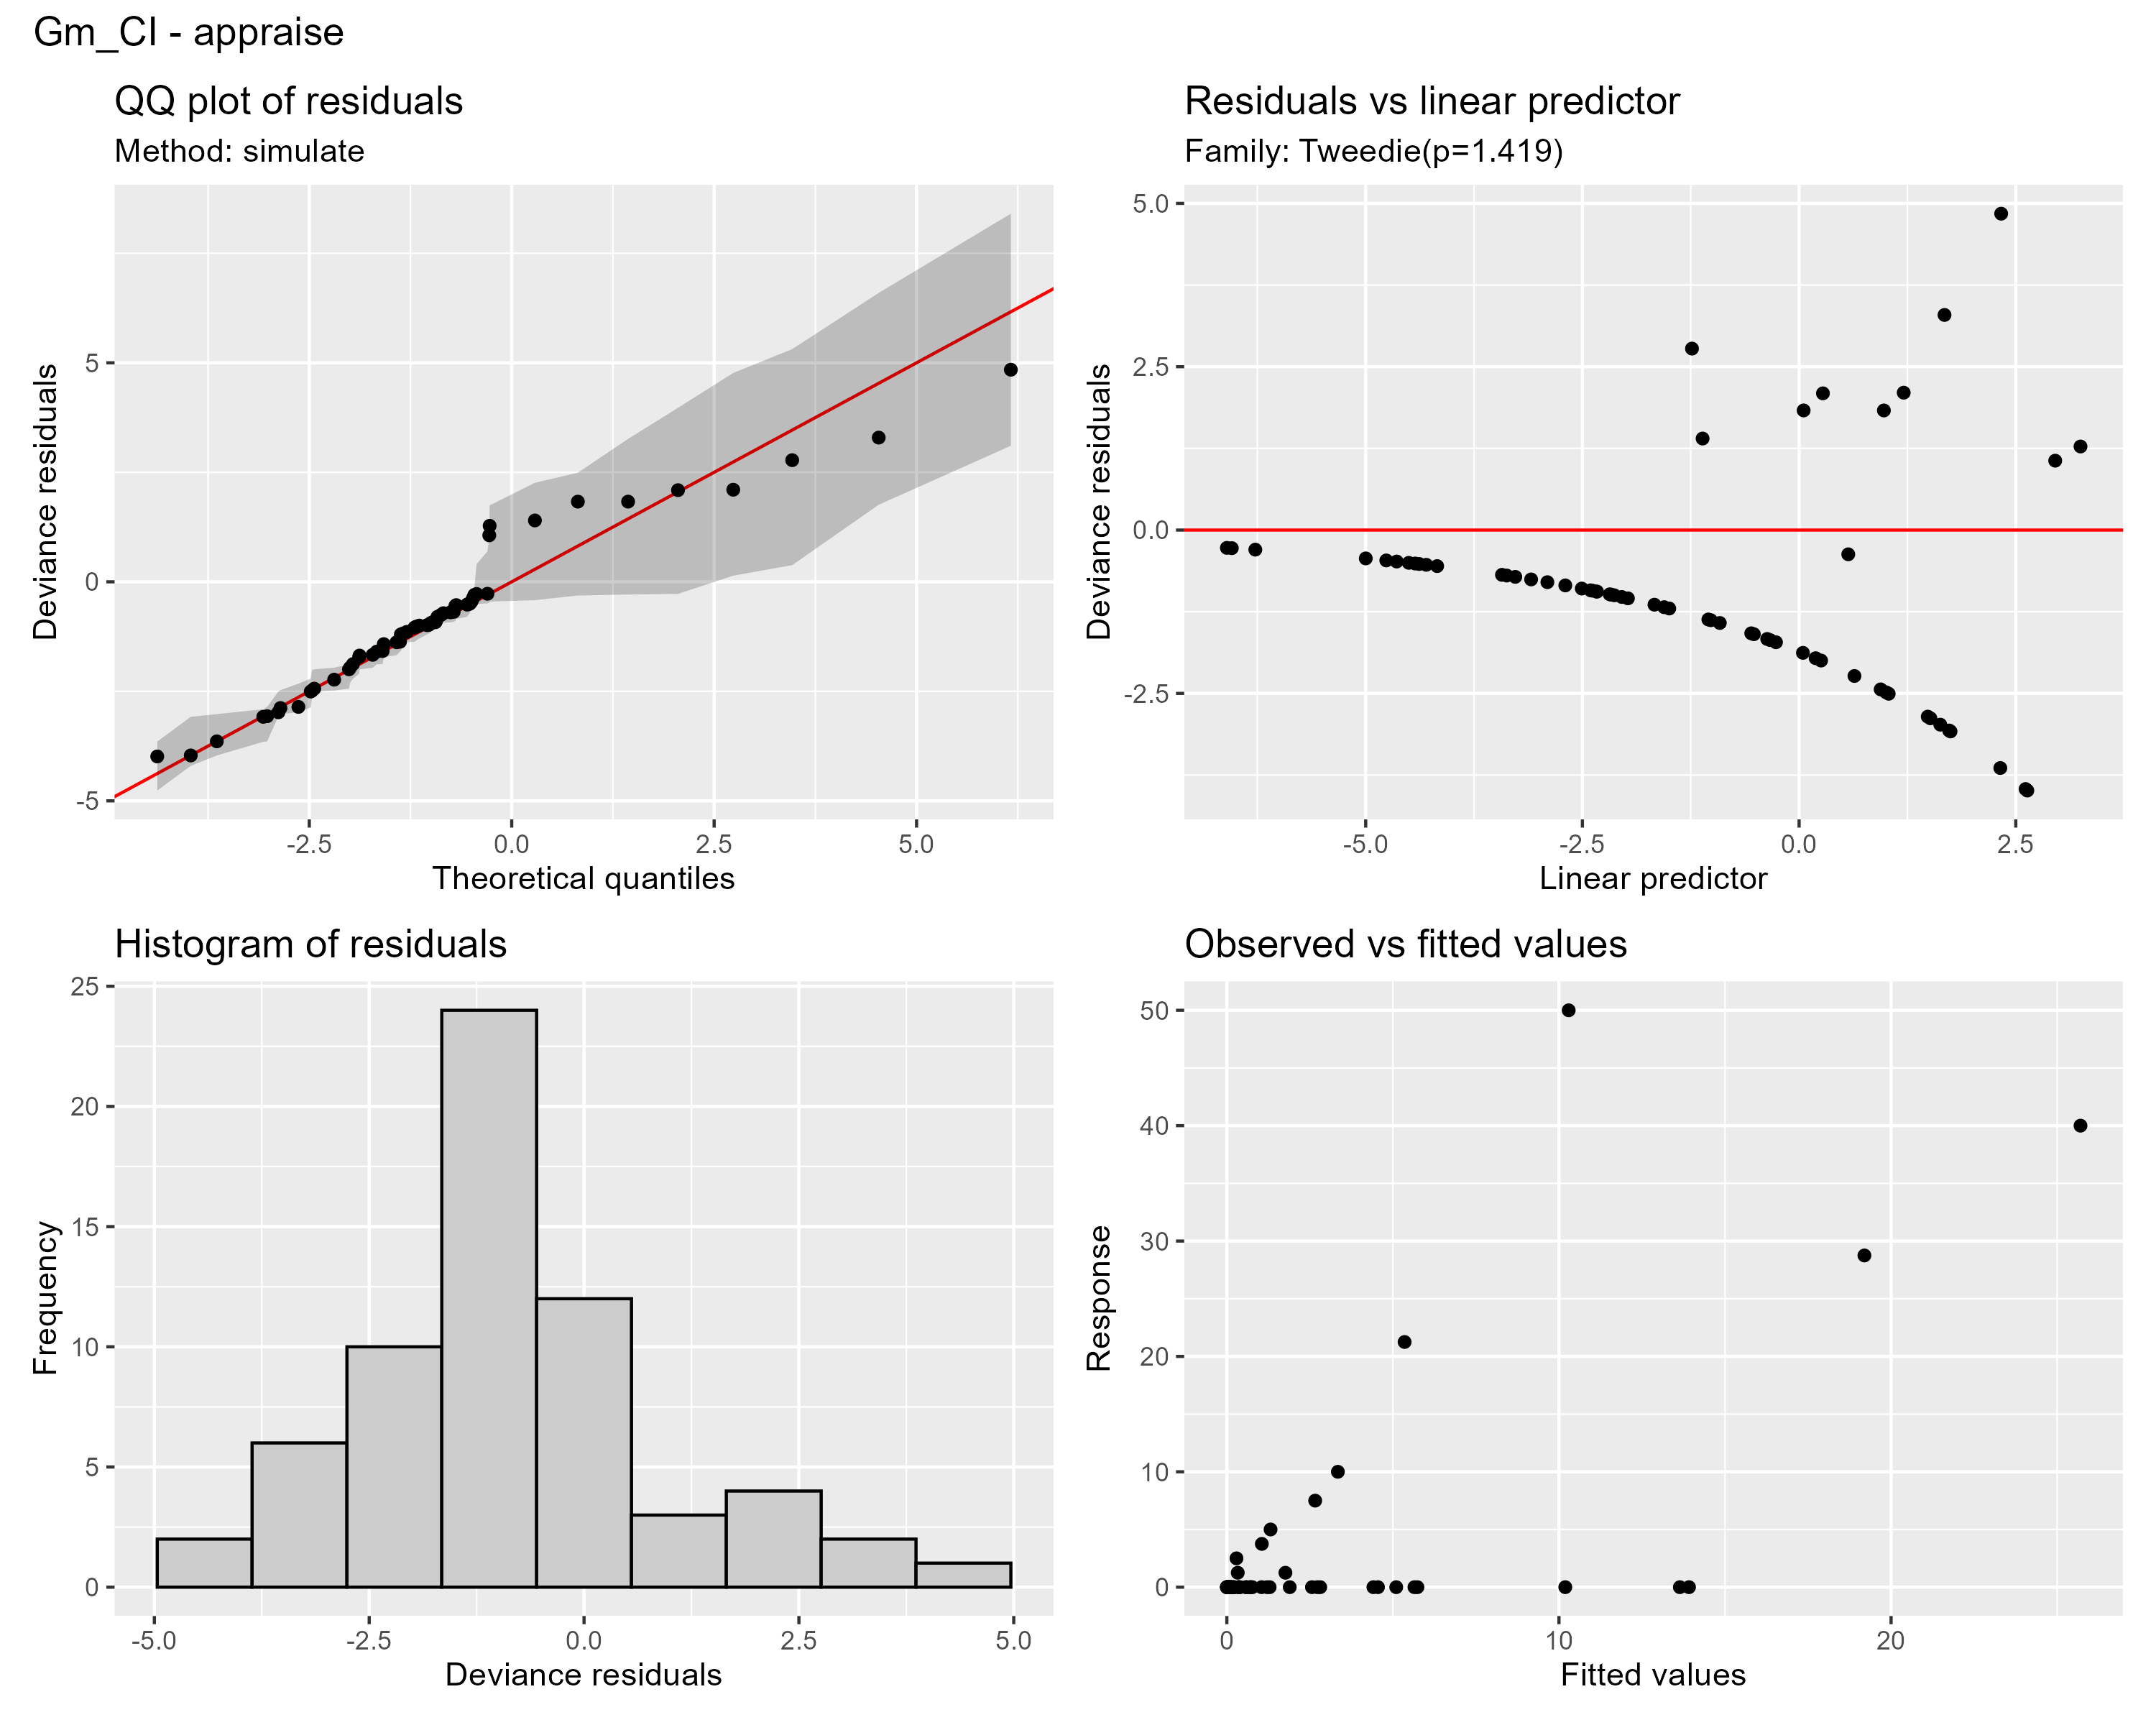 Gm_Cl - appraise
QQ plot of residuals
Method: simulate
Deviance residuals
5
0
-5
-2.5
0.0
2.5
5.0
Theoretical quantiles
Residuals vs linear predictor
Family: Tweedie(p=1.419)
Deviance residuals
5.0
2.5
0.0
-2.5
-5.0
-2.5
0.0
2.5
Linear predictor
Histogram of residuals
Frequency
25
20
15
10
5
0
-5.0
-2.5
0.0
2.5
5.0
Deviance residuals
Observed vs fitted values
Response
50
40
30
20
10
0
0
10
20
Fitted values